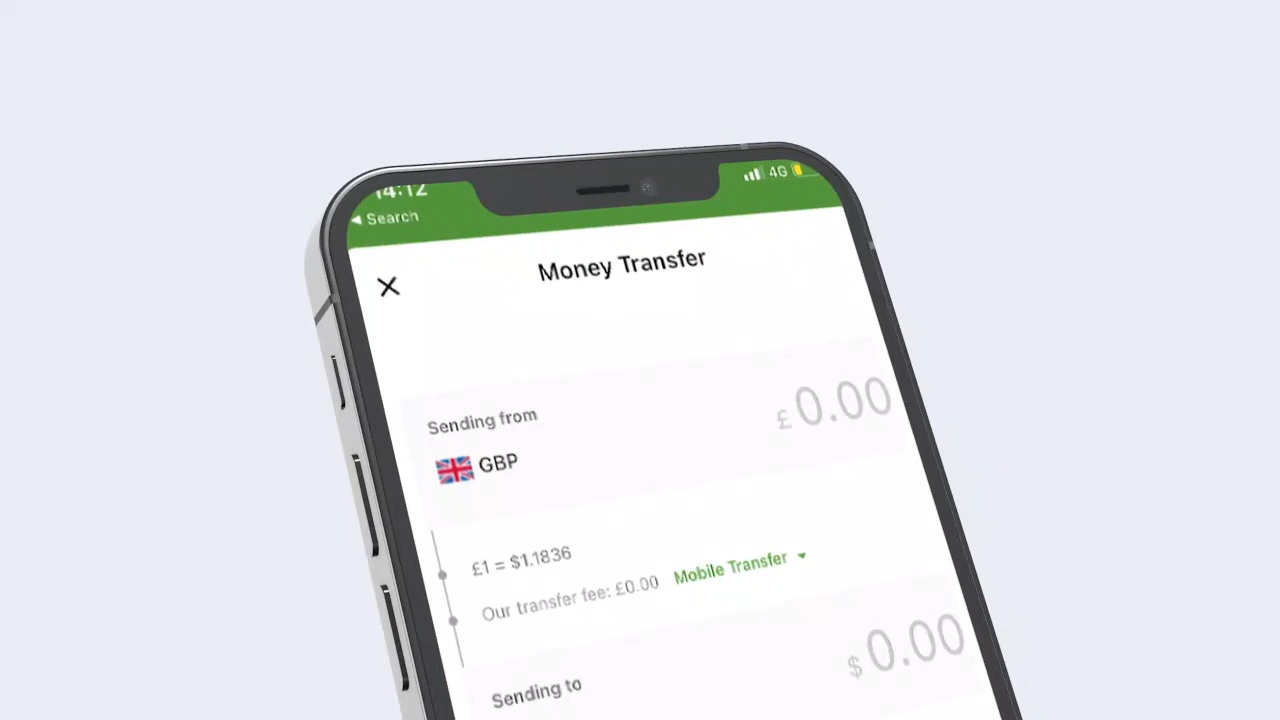 14:12
4G
◀ Search
Money Transfer
Sending from
£0.00
GBP
£1 = $1.1836
Our transfer fee: £0.00 Mobile Transfer
$0.00
Sending to